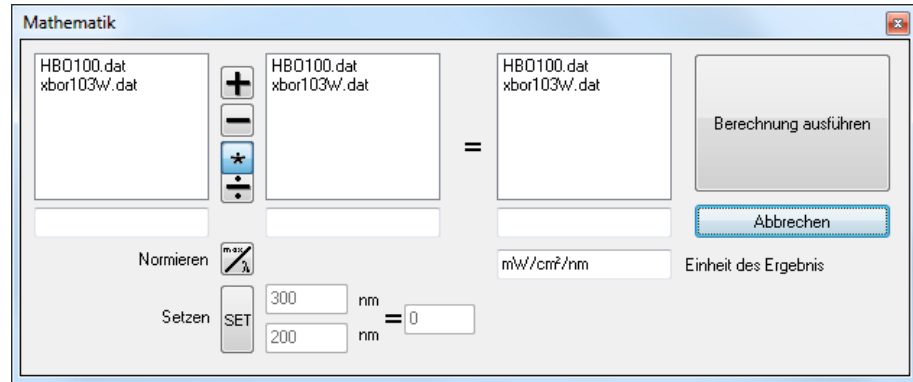 Mathematik
HBO100.dat
xbor103W.dat
+
−
*
÷
HBO100.dat
xbor103W.dat
=
HBO100.dat
xbor103W.dat
Berechnung ausführen
Abbrechen
Normieren
max/λ
mW/cm²/nm
Einheit des Ergebnis
Setzen
SET
300 nm
200 nm
=
0